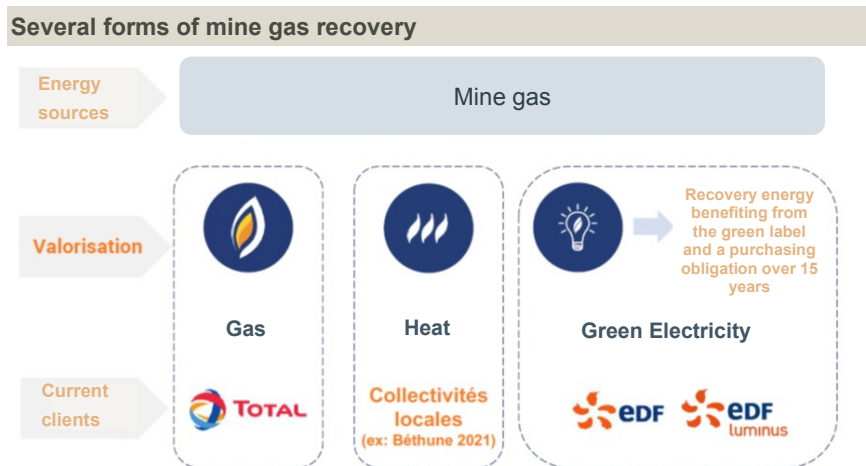 Several forms of mine gas recovery
Energy
sources
Mine gas
Valorisation
Recovery energy
benefiting from
the green label
and a purchasing
obligation over 15
years
Gas
Heat
Green Electricity
Current
clients
TOTAL
Collectivités
locales
(ex: Béthune 2021)
eDF
eDF
luminus